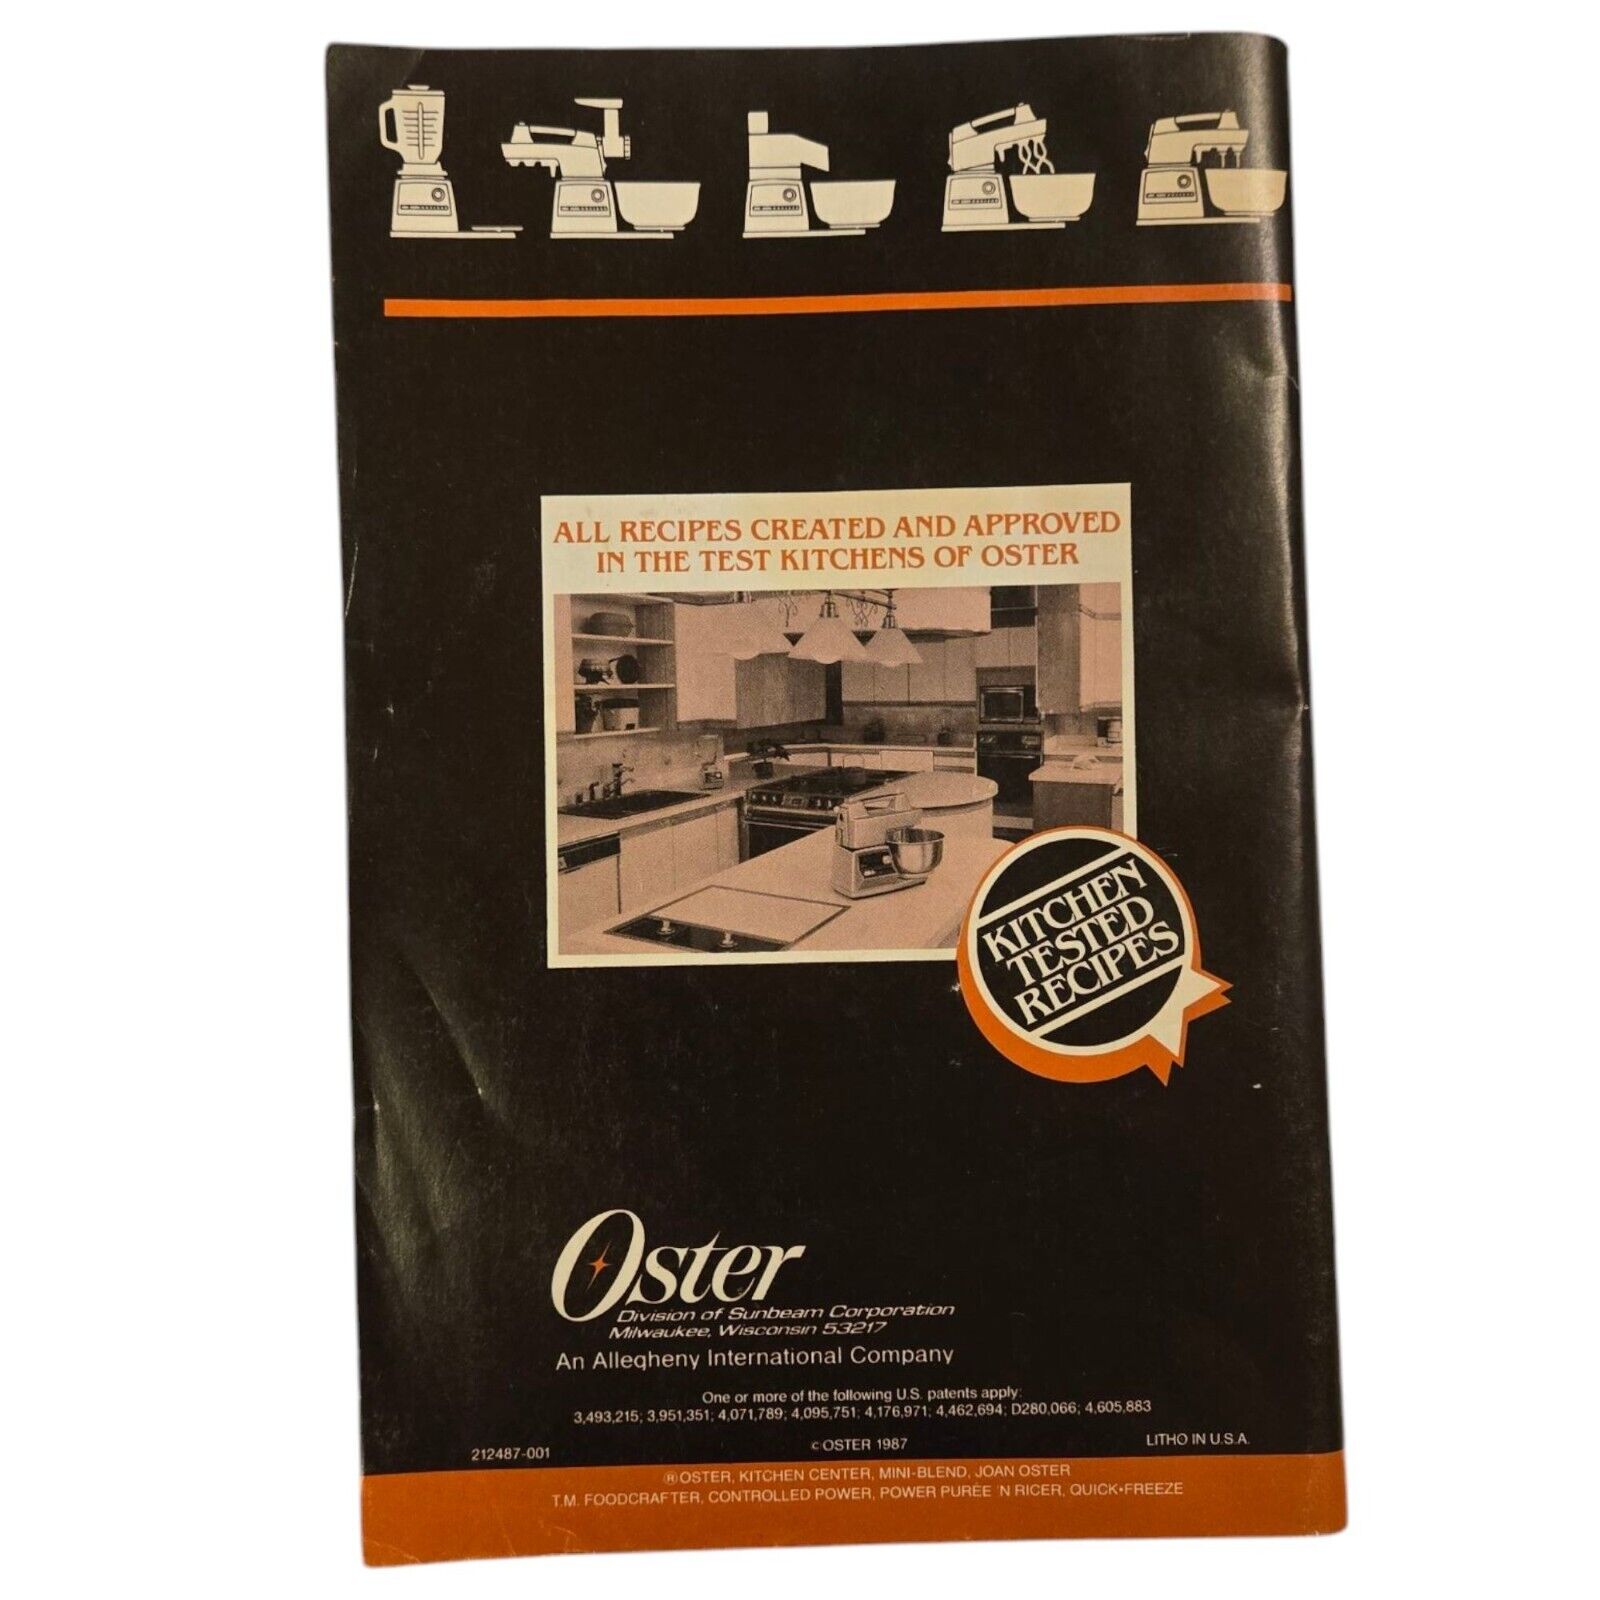 ALL RECIPES CREATED AND APPROVED
IN THE TEST KITCHENS OF OSTER
KITCHEN
TESTED
RECIPES
Oster
Division of Sunbeam Corporation
Milwaukee, Wisconsin 53217
An Allegheny International Company
One or more of the following U.S. patents apply:
3,493,215; 3,951,351; 4,071,789; 4,095,751; 4,176,971; 4,462,694; D280,066; 4,605,883
212487-001
© OSTER 1987
LITHO IN U.S.A.
® OSTER, KITCHEN CENTER, MINI-BLEND, JOAN OSTER
T.M. FOODCRAFTER, CONTROLLED POWER, POWER PURÉE 'N RICER, QUICK•FREEZE